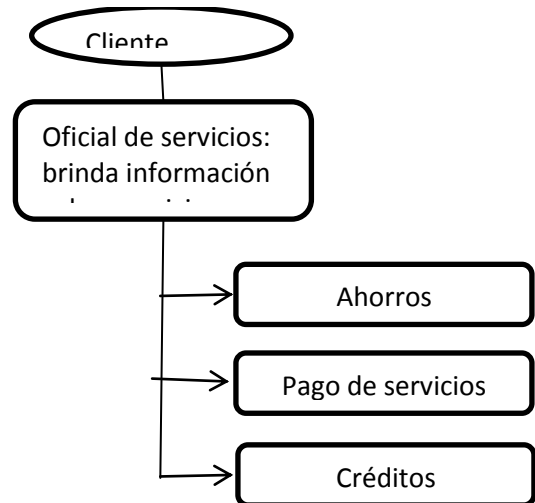 Cliente
Oficial de servicios:
brinda información
Ahorros
Pago de servicios
Créditos